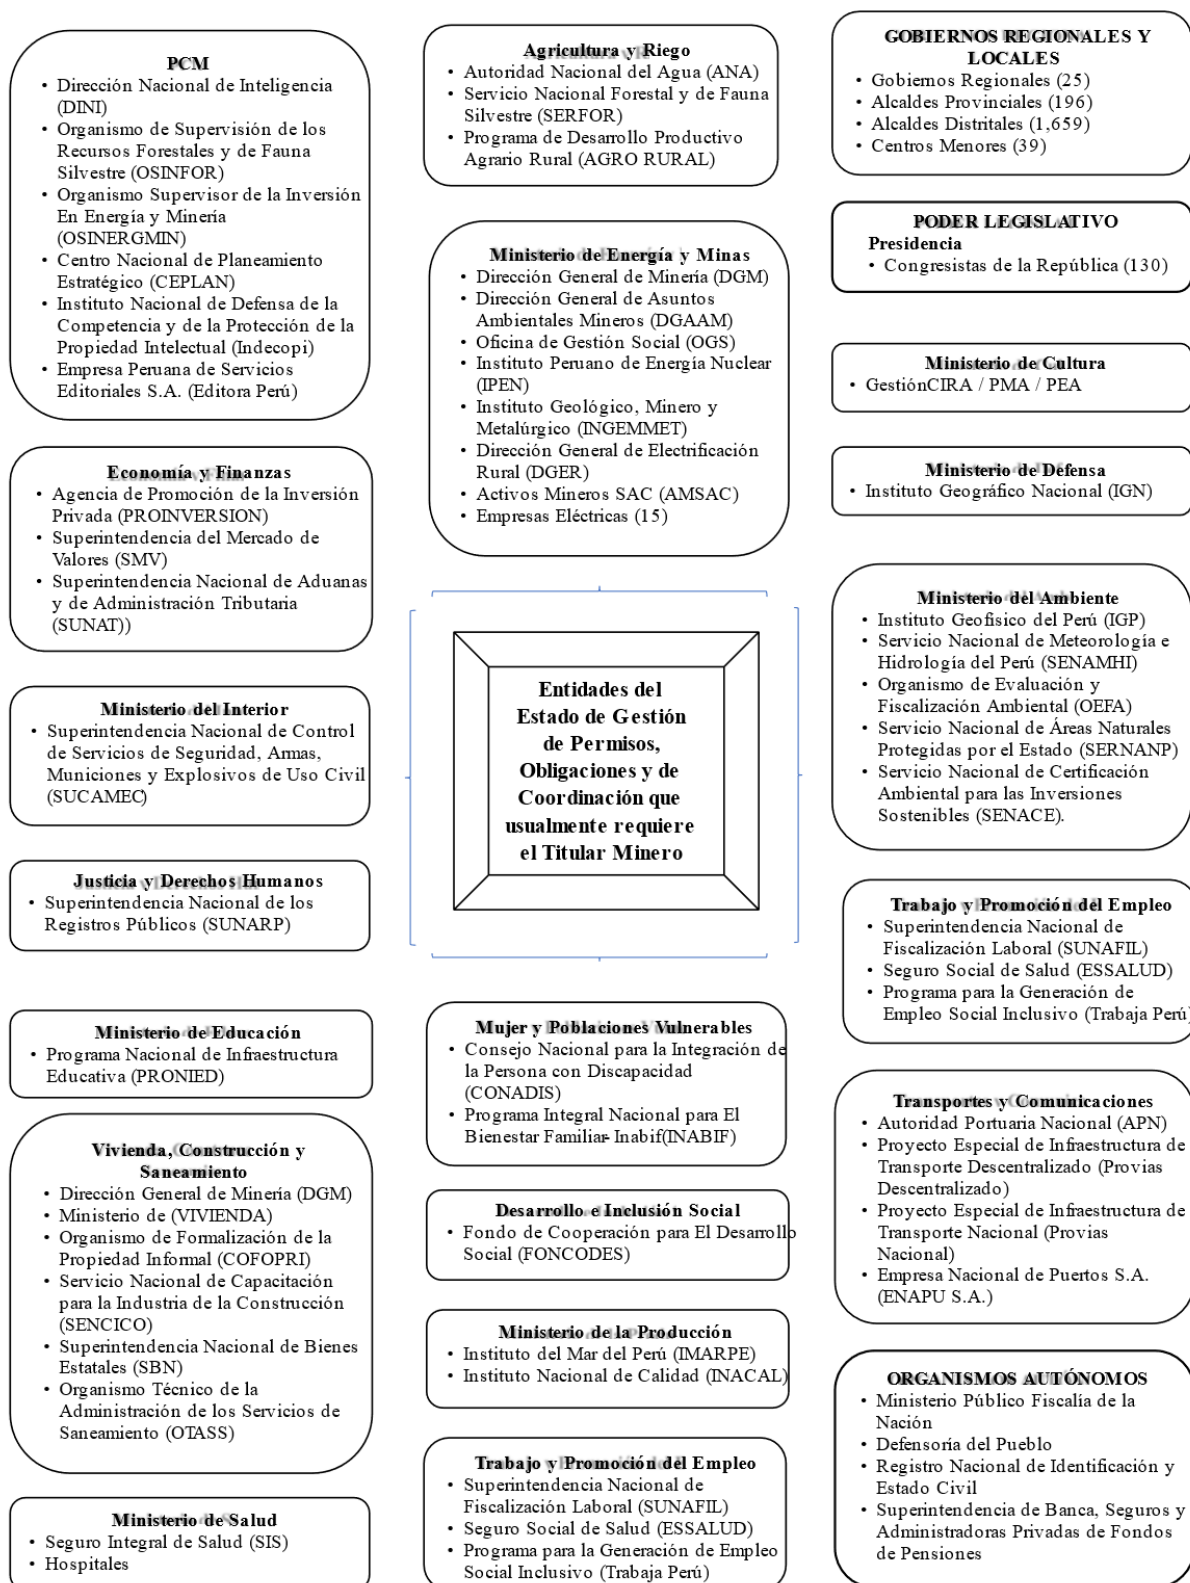 PCM
• Dirección Nacional de Inteligencia
(DINI)
• Organismo de Supervisión de los
Recursos Forestales y de Fauna
Silvestre (OSINFOR)
• Organismo Supervisor de la Inversión
En Energía y Minería
(OSINERGMIN)
• Centro Nacional de Planeamiento
Estratégico (CEPLAN)
• Instituto Nacional de Defensa de la
Competencia y de la Protección de la
Propiedad Intelectual (Indecopi)
• Empresa Peruana de Servicios
Editoriales S.A. (Editora Perú)
Economía y Finanzas
• Agencia de Promoción de la Inversión
Privada (PROINVERSION)
• Superintendencia del Mercado de
Valores (SMV)
• Superintendencia Nacional de Aduanas
y de Administración Tributaria
(SUNAT))
Ministerio del Interior
• Superintendencia Nacional de Control
de Servicios de Seguridad, Armas,
Municiones y Explosivos de Uso Civil
(SUCAMEC)
Justicia y Derechos Humanos
• Superintendencia Nacional de los
Registros Públicos (SUNARP)
Ministerio de Educación
• Programa Nacional de Infraestructura
Educativa (PRONIED)
Vivienda, Construcción y
Saneamiento
• Dirección General de Minería (DGM)
• Ministerio de (VIVIENDA)
• Organismo de Formalización de la
Propiedad Informal (COFOPRI)
• Servicio Nacional de Capacitación
para la Industria de la Construcción
(SENCICO)
• Superintendencia Nacional de Bienes
Estatales (SBN)
• Organismo Técnico de la
Administración de los Servicios de
Saneamiento (OTASS)
Ministerio de Salud
• Seguro Integral de Salud (SIS)
• Hospitales
Agricultura y Riego
• Autoridad Nacional del Agua (ANA)
• Servicio Nacional Forestal y de Fauna
Silvestre (SERFOR)
• Programa de Desarrollo Productivo
Agrario Rural (AGRO RURAL)
Ministerio de Energía y Minas
• Dirección General de Minería (DGM)
• Dirección General de Asuntos
Ambientales Mineros (DGAAM)
• Oficina de Gestión Social (OGS)
• Instituto Peruano de Energía Nuclear
(IPEN)
• Instituto Geológico, Minero y
Metalúrgico (INGEMMET)
• Dirección General de Electrificación
Rural (DGER)
• Activos Mineros SAC (AMSAC)
• Empresas Eléctricas (15)
Entidades del
Estado de Gestión
de Permisos,
Obligaciones y de
Coordinación que
usualmente requiere
el Titular Minero
Mujer y Poblaciones Vulnerables
• Consejo Nacional para la Integración de
la Persona con Discapacidad
(CONADIS)
• Programa Integral Nacional para El
Bienestar Familiar- Inabif(INABIF)
Desarrollo e Inclusión Social
• Fondo de Cooperación para El Desarrollo
Social (FONCODES)
Ministerio de la Producción
• Instituto del Mar del Perú (IMARPE)
• Instituto Nacional de Calidad (INACAL)
Trabajo y Promoción del Empleo
• Superintendencia Nacional de
Fiscalización Laboral (SUNAFIL)
• Seguro Social de Salud (ESSALUD)
• Programa para la Generación de Empleo
Social Inclusivo (Trabaja Perú)
GOBIERNOS REGIONALES Y
LOCALES
• Gobiernos Regionales (25)
• Alcaldes Provinciales (196)
• Alcaldes Distritales (1,659)
• Centros Menores (39)
PODER LEGISLATIVO
Presidencia
• Congresistas de la República (130)
Ministerio de Cultura
• GestiónCIRA / PMA / PEA
Ministerio de Defensa
• Instituto Geográfico Nacional (IGN)
Ministerio del Ambiente
• Instituto Geofisico del Perú (IGP)
• Servicio Nacional de Meteorología e
Hidrología del Perú (SENAMHI)
• Organismo de Evaluación y
Fiscalización Ambiental (OEFA)
• Servicio Nacional de Áreas Naturales
Protegidas por el Estado (SERNANP)
• Servicio Nacional de Certificación
Ambiental para las Inversiones
Sostenibles (SENACE).
Trabajo y Promoción del Empleo
• Superintendencia Nacional de
Fiscalización Laboral (SUNAFIL)
• Seguro Social de Salud (ESSALUD)
• Programa para la Generación de
Empleo Social Inclusivo (Trabaja Perú)
Transportes y Comunicaciones
• Autoridad Portuaria Nacional (APN)
• Proyecto Especial de Infraestructura de
Transporte Descentralizado (Provias
Descentralizado)
• Proyecto Especial de Infraestructura de
Transporte Nacional (Provias
Nacional)
• Empresa Nacional de Puertos S.A.
(ENAPU S.A.)
ORGANISMOS AUTÓNOMOS
• Ministerio Público Fiscalía de la
Nación
• Defensoría del Pueblo
• Registro Nacional de Identificación y
Estado Civil
• Superintendencia de Banca, Seguros y
Administradoras Privadas de Fondos
de Pensiones